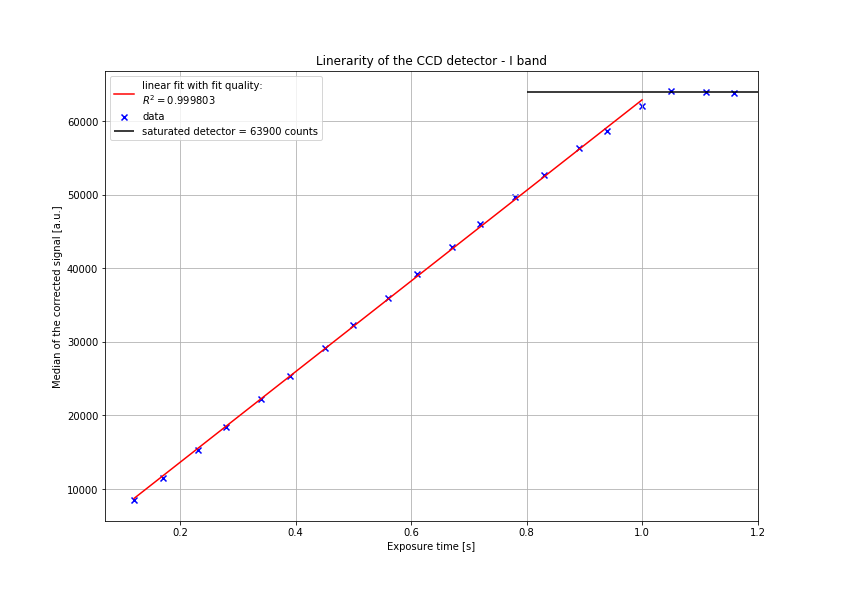 Linerarity of the CCD detector - I band
linear fit with fit quality:
R² = 0.999803
data
saturated detector = 63900 counts
Median of the corrected signal [a.u.]
60000
50000
40000
30000
20000
10000
0.2 0.4 0.6 0.8 1.0 1.2
Exposure time [s]